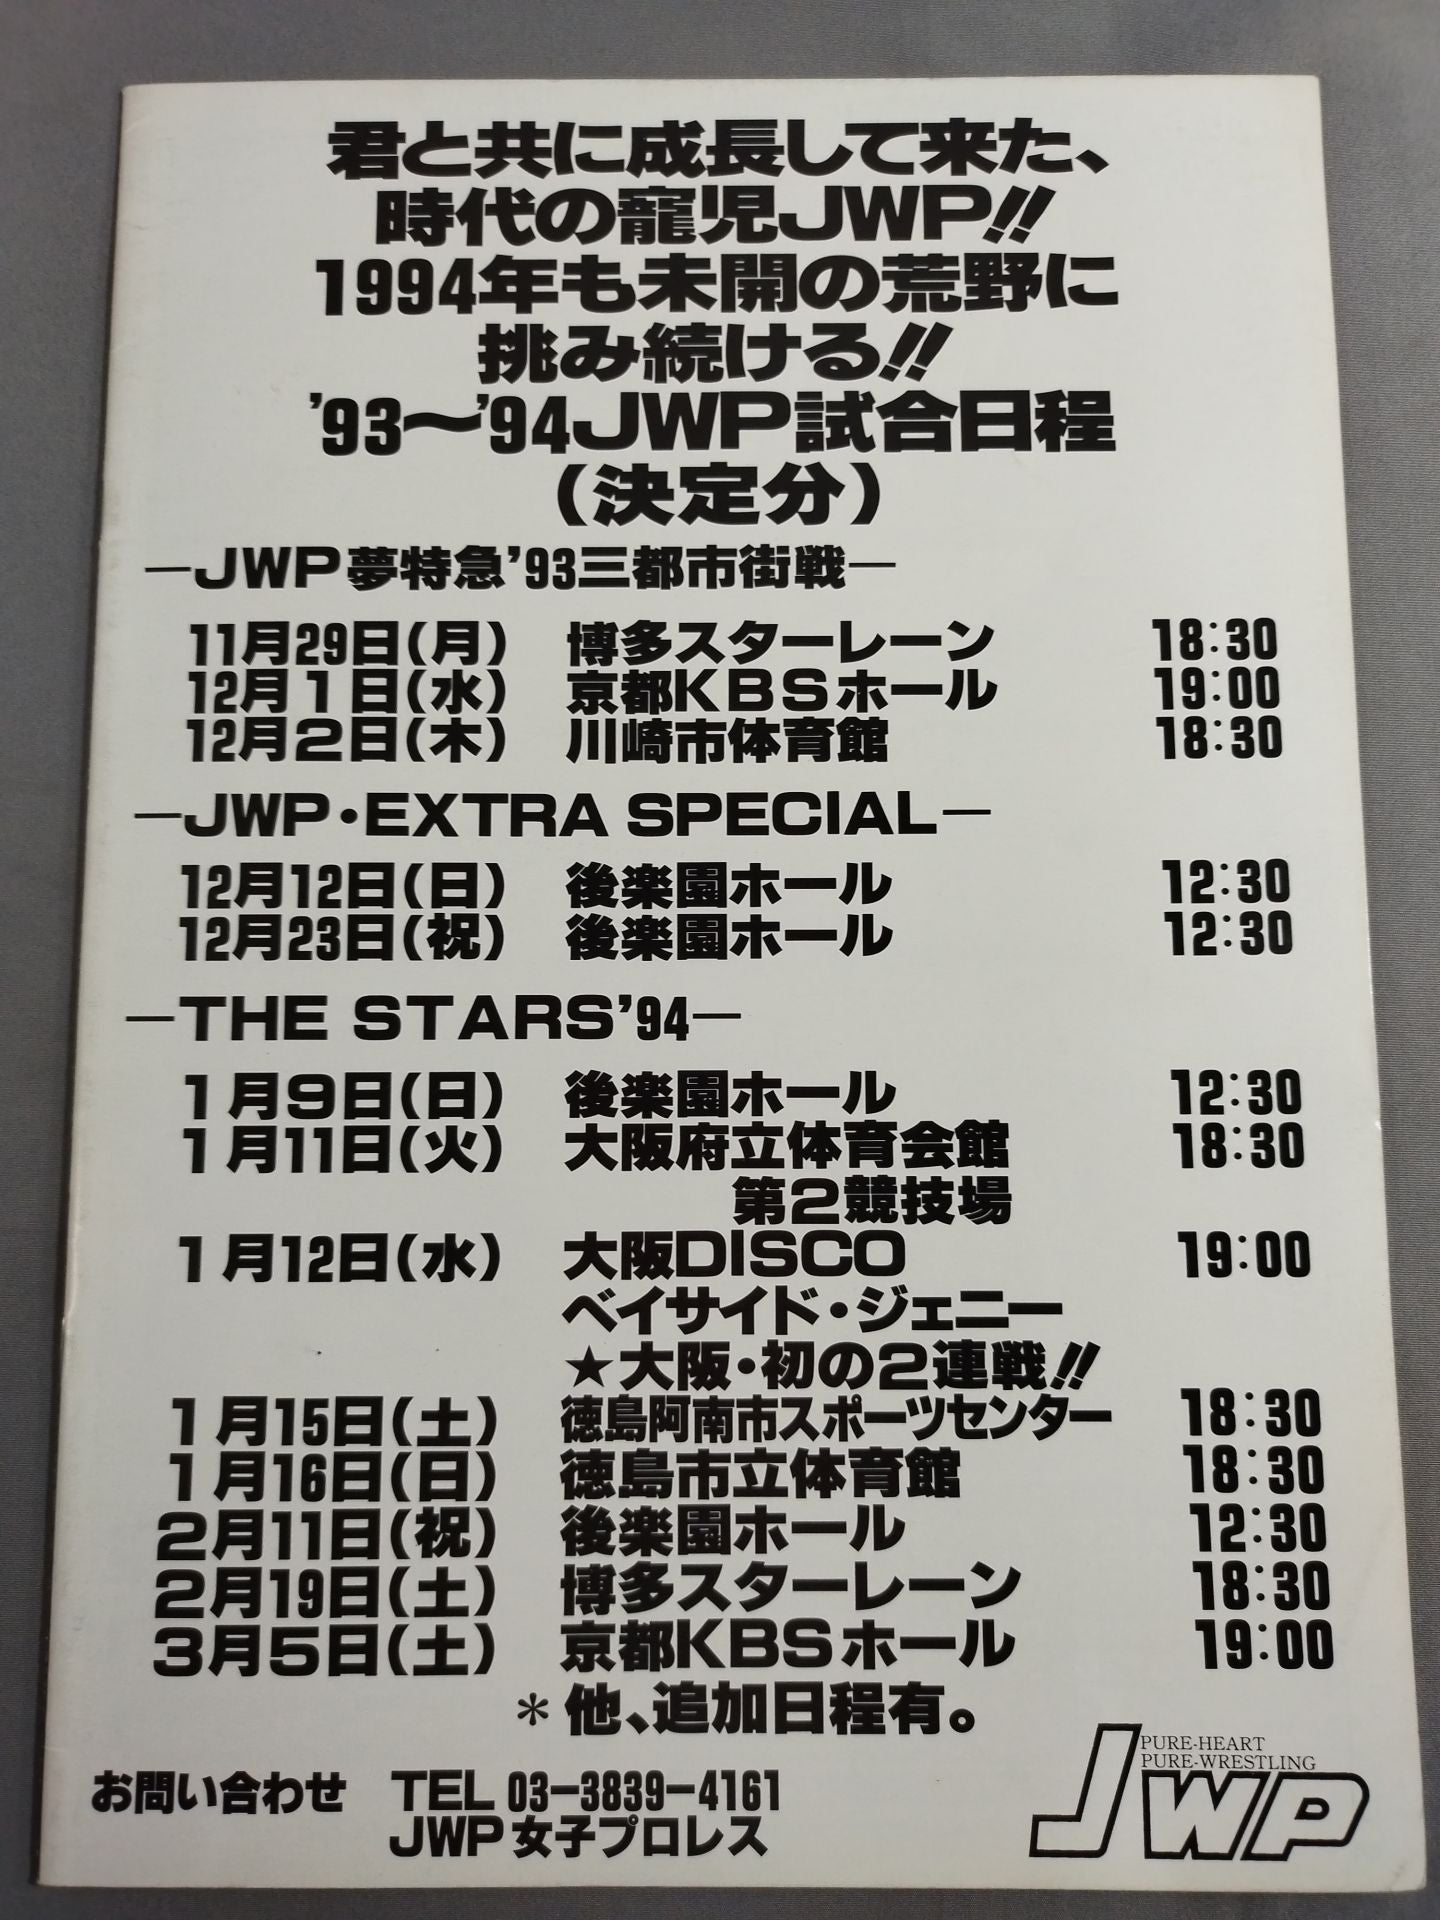 君と共に成長して来た、
時代の寵児JWP!!
1994年も未開の荒野に
挑み続ける!!
'93〜'94JWP試合日程
（決定分）
—JWP夢特急'93三都市街戦—
11月29日（月） 博多スターレーン 18:30
12月1日（水） 京都KBSホール 19:00
12月2日（木） 川崎市体育館 18:30
—JWP・EXTRA SPECIAL—
12月12日（日） 後楽園ホール 12:30
12月23日（祝） 後楽園ホール 12:30
—THE STARS'94—
1月9日（日） 後楽園ホール 12:30
1月11日（火） 大阪府立体育会館 18:30
第2競技場
1月12日（水） 大阪DISCO 19:00
ベイサイド・ジェニー
★大阪・初の2連戦!!
1月15日（土） 徳島阿南市スポーツセンター 18:30
1月16日（日） 徳島市立体育館 18:30
2月11日（祝） 後楽園ホール 12:30
2月19日（土） 博多スターレーン 18:30
3月5日（土） 京都KBSホール 19:00
＊他、追加日程有。
お問い合わせ TEL 03-3839-4161
JWP女子プロレス
PURE-HEART
PURE-WRESTLING
JWP